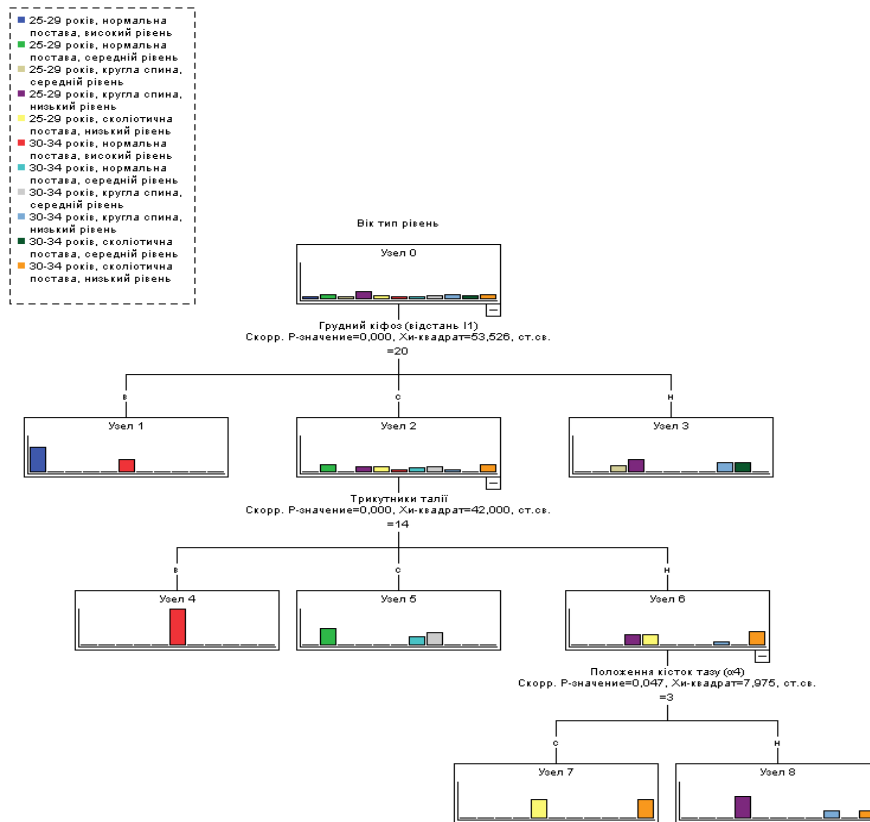 25-29 років, нормальна
постава, високий рівень
25-29 років, нормальна
постава, середній рівень
25-29 років, кругла спина,
середній рівень
25-29 років, кругла спина,
низький рівень
25-29 років, сколіотична
постава, низький рівень
30-34 років, нормальна
постава, високий рівень
30-34 років, нормальна
постава, середній рівень
30-34 років, кругла спина,
середній рівень
30-34 років, кругла спина,
низький рівень
30-34 років, сколіотична
постава, середній рівень
30-34 років, сколіотична
постава, низький рівень
Вік тип рівень
Узел 0
Грудний кіфоз (відстань l1)
Скорр. Р-значение=0,000, Хи-квадрат=53,526, ст.св.
=20
в
с
н
Узел 1
Узел 2
Узел 3
Трикутники талії
Скорр. Р-значение=0,000, Хи-квадрат=42,000, ст.св.
=14
в
с
н
Узел 4
Узел 5
Узел 6
Положення кісток тазу (α4)
Скорр. Р-значение=0,047, Хи-квадрат=7,975, ст.св.
=3
с
н
Узел 7
Узел 8